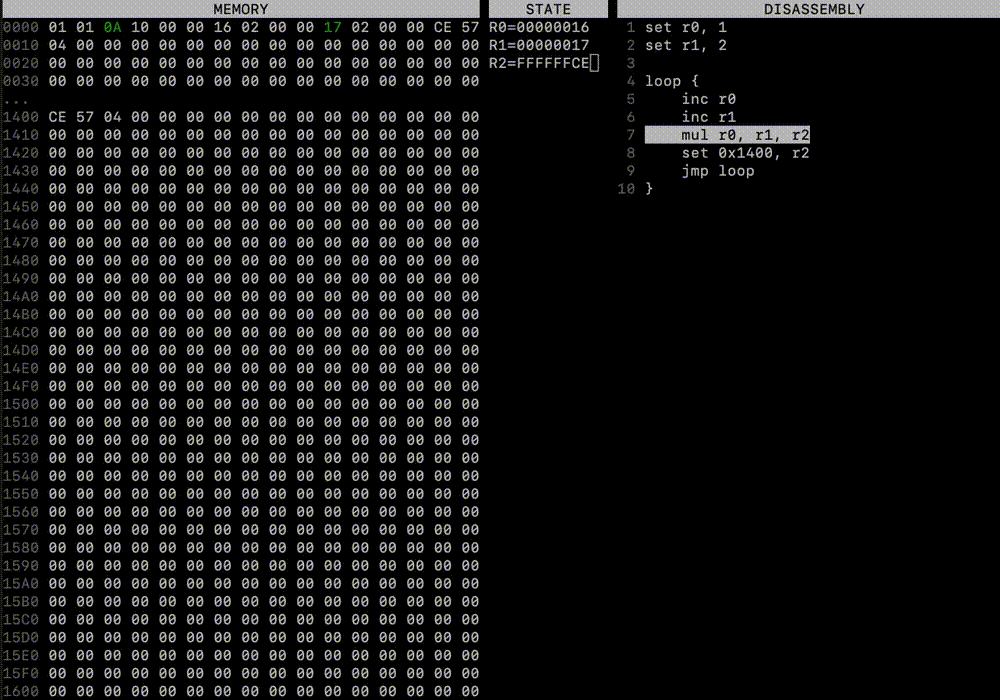 MEMORY STATE DISASSEMBLY
0000 01 01 0A 10 00 00 16 02 00 00 17 02 00 00 CE 57 R0=00000016 1 set r0, 1
0010 04 00 00 00 00 00 00 00 00 00 00 00 00 00 00 00 R1=00000017 2 set r1, 2
0020 00 00 00 00 00 00 00 00 00 00 00 00 00 00 00 00 R2=FFFFFFCE 3
0030 00 00 00 00 00 00 00 00 00 00 00 00 00 00 00 00 4 loop {
... 5 inc r0
1400 CE 57 04 00 00 00 00 00 00 00 00 00 00 00 00 00 6 inc r1
1410 00 00 00 00 00 00 00 00 00 00 00 00 00 00 00 00 7 mul r0, r1, r2
1420 00 00 00 00 00 00 00 00 00 00 00 00 00 00 00 00 8 set 0x1400, r2
1430 00 00 00 00 00 00 00 00 00 00 00 00 00 00 00 00 9 jmp loop
1440 00 00 00 00 00 00 00 00 00 00 00 00 00 00 00 00 10 }
1450 00 00 00 00 00 00 00 00 00 00 00 00 00 00 00 00
1460 00 00 00 00 00 00 00 00 00 00 00 00 00 00 00 00
1470 00 00 00 00 00 00 00 00 00 00 00 00 00 00 00 00
1480 00 00 00 00 00 00 00 00 00 00 00 00 00 00 00 00
1490 00 00 00 00 00 00 00 00 00 00 00 00 00 00 00 00
14A0 00 00 00 00 00 00 00 00 00 00 00 00 00 00 00 00
14B0 00 00 00 00 00 00 00 00 00 00 00 00 00 00 00 00
14C0 00 00 00 00 00 00 00 00 00 00 00 00 00 00 00 00
14D0 00 00 00 00 00 00 00 00 00 00 00 00 00 00 00 00
14E0 00 00 00 00 00 00 00 00 00 00 00 00 00 00 00 00
14F0 00 00 00 00 00 00 00 00 00 00 00 00 00 00 00 00
1500 00 00 00 00 00 00 00 00 00 00 00 00 00 00 00 00
1510 00 00 00 00 00 00 00 00 00 00 00 00 00 00 00 00
1520 00 00 00 00 00 00 00 00 00 00 00 00 00 00 00 00
1530 00 00 00 00 00 00 00 00 00 00 00 00 00 00 00 00
1540 00 00 00 00 00 00 00 00 00 00 00 00 00 00 00 00
1550 00 00 00 00 00 00 00 00 00 00 00 00 00 00 00 00
1560 00 00 00 00 00 00 00 00 00 00 00 00 00 00 00 00
1570 00 00 00 00 00 00 00 00 00 00 00 00 00 00 00 00
1580 00 00 00 00 00 00 00 00 00 00 00 00 00 00 00 00
1590 00 00 00 00 00 00 00 00 00 00 00 00 00 00 00 00
15A0 00 00 00 00 00 00 00 00 00 00 00 00 00 00 00 00
15B0 00 00 00 00 00 00 00 00 00 00 00 00 00 00 00 00
15C0 00 00 00 00 00 00 00 00 00 00 00 00 00 00 00 00
15D0 00 00 00 00 00 00 00 00 00 00 00 00 00 00 00 00
15E0 00 00 00 00 00 00 00 00 00 00 00 00 00 00 00 00
15F0 00 00 00 00 00 00 00 00 00 00 00 00 00 00 00 00
1600 00 00 00 00 00 00 00 00 00 00 00 00 00 00 00 00